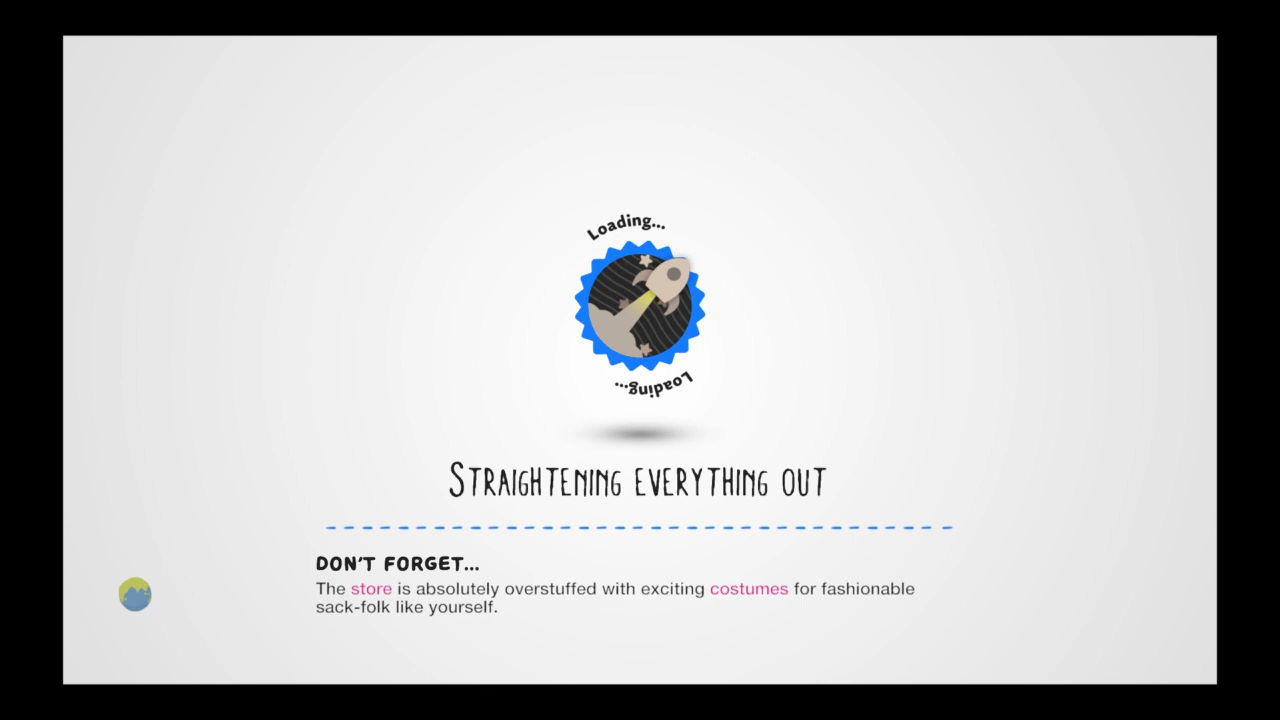 Loading...
Loading...
STRAIGHTENING EVERYTHING OUT
DON'T FORGET...
The store is absolutely overstuffed with exciting costumes for fashionable
sack-folk like yourself.